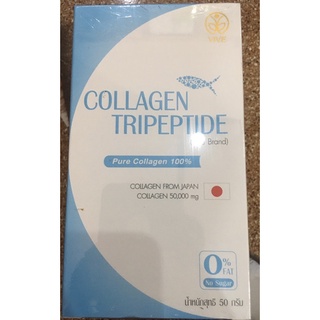 COLLAGEN
TRIPEPTIDE
Brand)
Pure Collagen 100%
COLLAGEN FROM JAPAN
COLLAGEN 50,000 mg
0%
FAT
No Sugar
น้ำหนักสุทธิ 50 กรัม